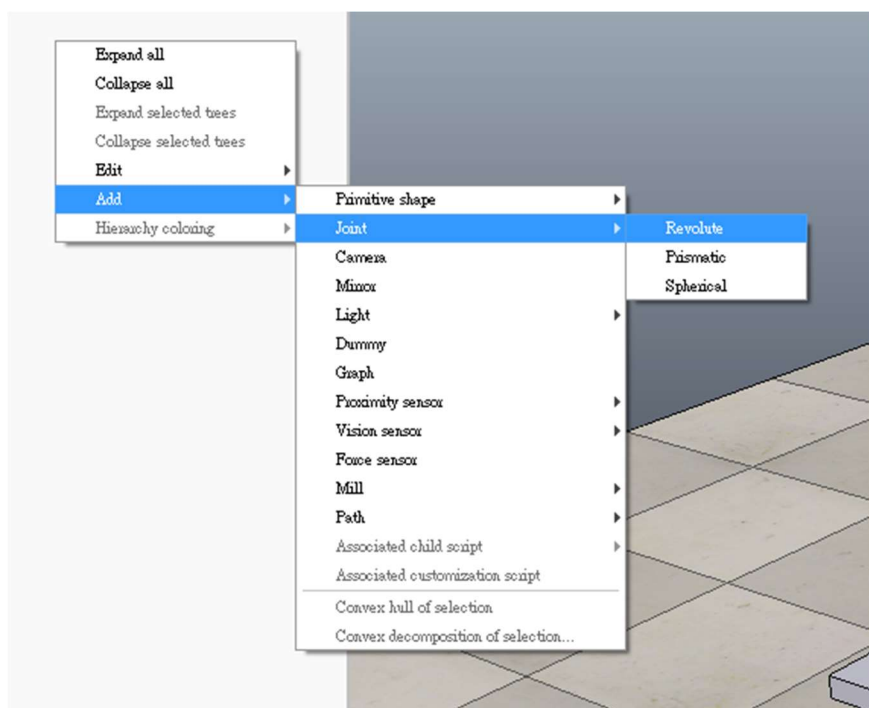 Expand all
Collapse all
Expand selected trees
Collapse selected trees
Edit
Add
Hierarchy coloring
Primitive shape
Joint
Camera
Mirror
Light
Dummy
Graph
Proximity sensor
Vision sensor
Force sensor
Mill
Path
Associated child script
Associated customization script
Convex hull of selection
Convex decomposition of selection...
Revolute
Prismatic
Spherical